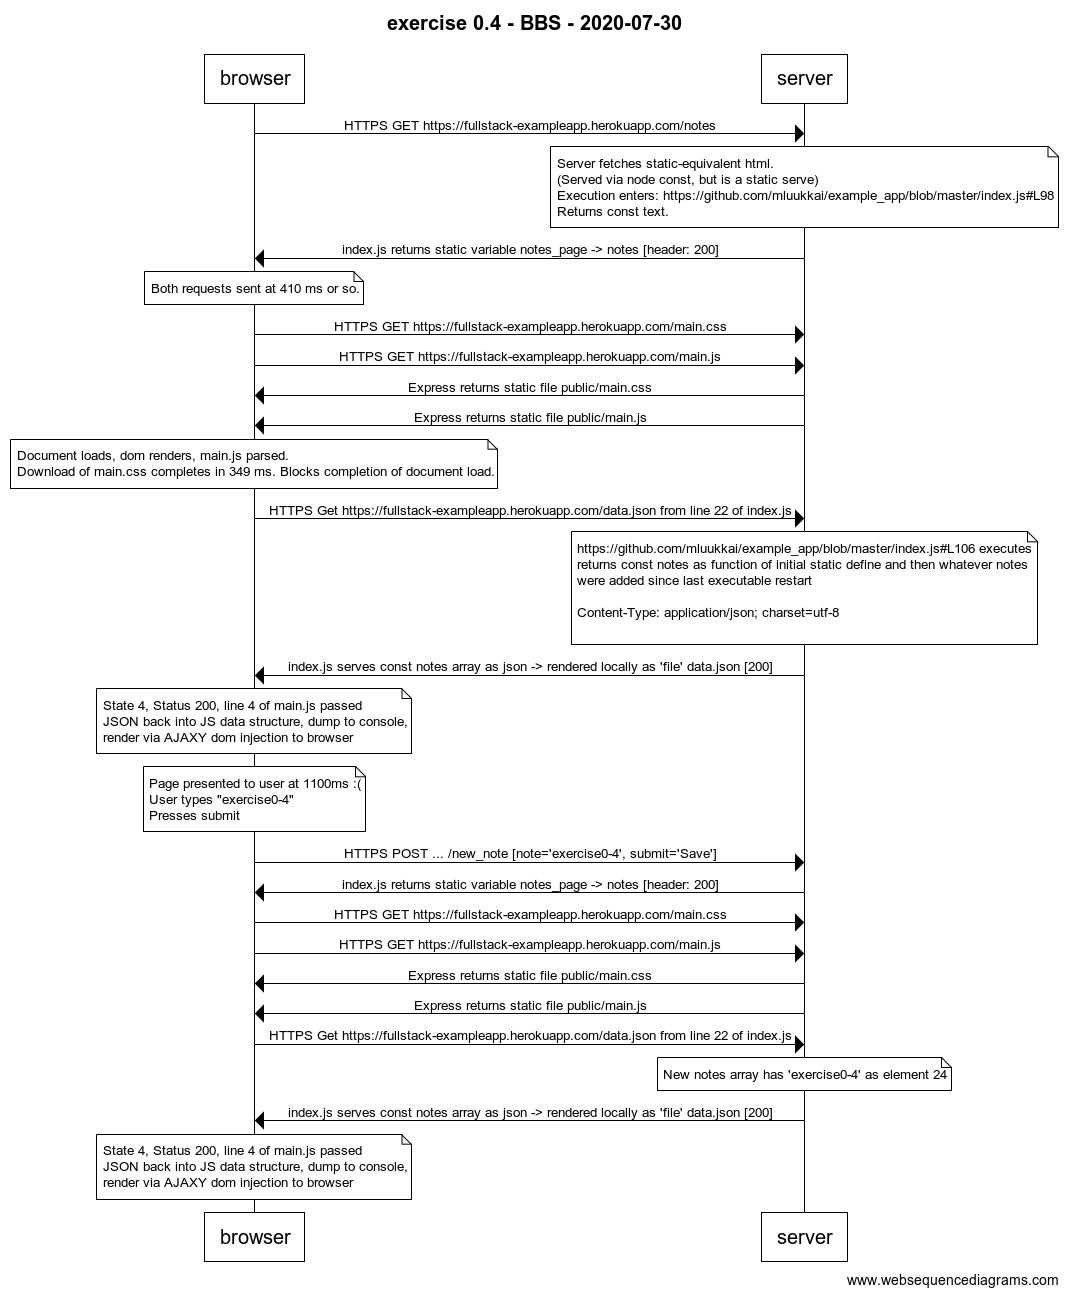 exercise 0.4 - BBS - 2020-07-30
browser
server
HTTPS GET https://fullstack-exampleapp.herokuapp.com/notes
Server fetches static-equivalent html.
(Served via node const, but is a static serve)
Execution enters: https://github.com/mluukkai/example_app/blob/master/index.js#L98
Returns const text.
index.js returns static variable notes_page -> notes [header: 200]
Both requests sent at 410 ms or so.
HTTPS GET https://fullstack-exampleapp.herokuapp.com/main.css
HTTPS GET https://fullstack-exampleapp.herokuapp.com/main.js
Express returns static file public/main.css
Express returns static file public/main.js
Document loads, dom renders, main.js parsed.
Download of main.css completes in 349 ms. Blocks completion of document load.
HTTPS Get https://fullstack-exampleapp.herokuapp.com/data.json from line 22 of index.js
https://github.com/mluukkai/example_app/blob/master/index.js#L106 executes
returns const notes as function of initial static define and then whatever notes
were added since last executable restart
Content-Type: application/json; charset=utf-8
index.js serves const notes array as json -> rendered locally as 'file' data.json [200]
State 4, Status 200, line 4 of main.js passed
JSON back into JS data structure, dump to console,
render via AJAXY dom injection to browser
Page presented to user at 1100ms :(
User types "exercise0-4"
Presses submit
HTTPS POST ... /new_note [note='exercise0-4', submit='Save']
index.js returns static variable notes_page -> notes [header: 200]
HTTPS GET https://fullstack-exampleapp.herokuapp.com/main.css
HTTPS GET https://fullstack-exampleapp.herokuapp.com/main.js
Express returns static file public/main.css
Express returns static file public/main.js
HTTPS Get https://fullstack-exampleapp.herokuapp.com/data.json from line 22 of index.js
New notes array has 'exercise0-4' as element 24
index.js serves const notes array as json -> rendered locally as 'file' data.json [200]
State 4, Status 200, line 4 of main.js passed
JSON back into JS data structure, dump to console,
render via AJAXY dom injection to browser
browser
server
www.websequencediagrams.com